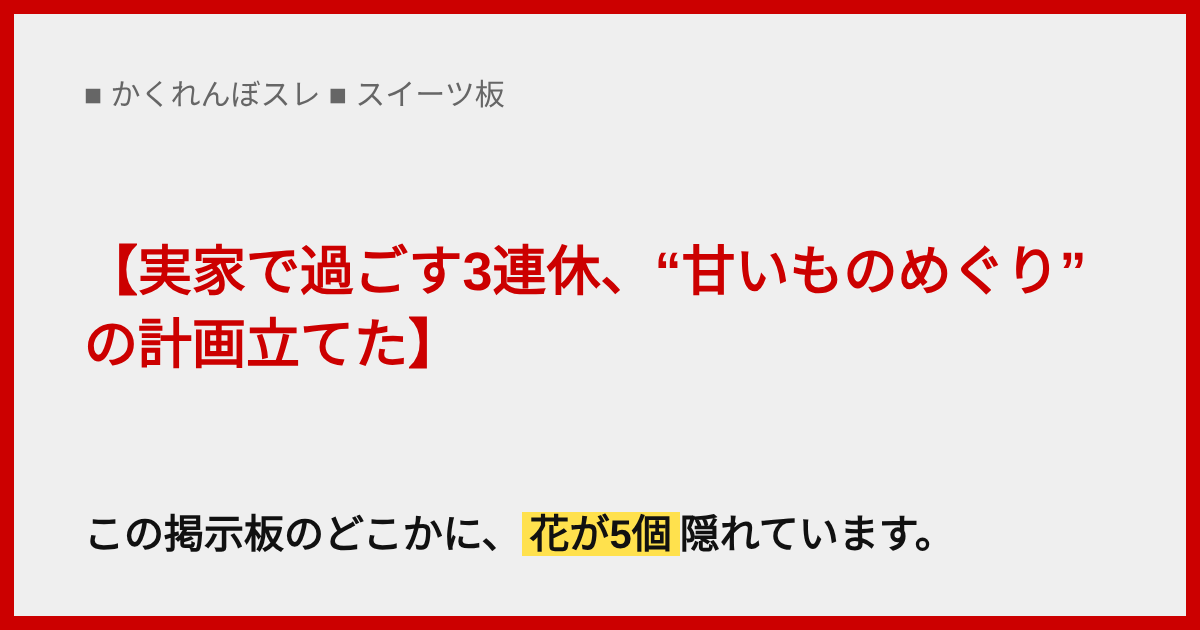 ■ かくれんぼスレ ■ スイーツ板
【実家で過ごす3連休、“甘いものめぐり”
の計画立てた】
この掲示板のどこかに、花が5個隠れています。